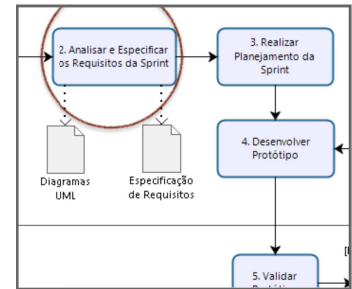 2. Analisar e Especificar
os Requisitos da Sprint
3. Realizar
Planejamento da
Sprint
Diagramas
UML
Especificação
de Requisitos
4. Desenvolver
Protótipo
5. Validar